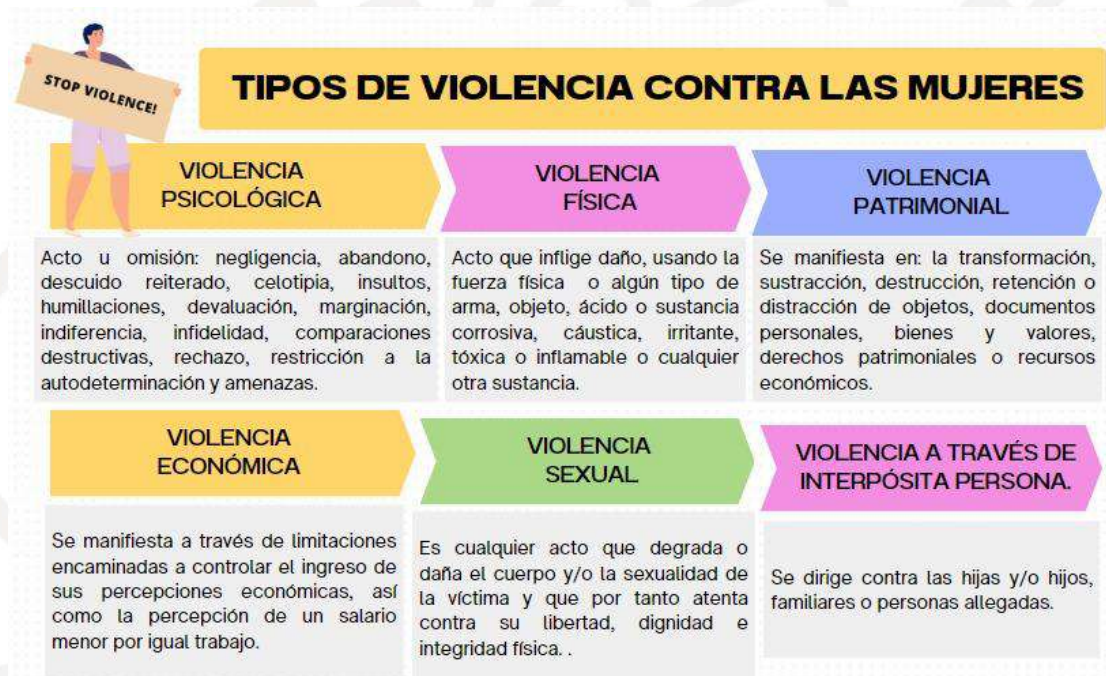 STOP VIOLENCE!
TIPOS DE VIOLENCIA CONTRA LAS MUJERES
VIOLENCIA
PSICOLÓGICA
Acto u omisión: negligencia, abandono,
descuido reiterado, celotipia, insultos,
humillaciones, devaluación, marginación,
indiferencia, infidelidad, comparaciones
destructivas, rechazo, restricción a la
autodeterminación y amenazas.
VIOLENCIA
FÍSICA
Acto que inflige daño, usando la
fuerza física o algún tipo de
arma, objeto, ácido o sustancia
corrosiva, cáustica, irritante,
tóxica o inflamable o cualquier
otra sustancia.
VIOLENCIA
PATRIMONIAL
Se manifiesta en: la transformación,
sustracción, destrucción, retención o
distracción de objetos, documentos
personales, bienes y valores,
derechos patrimoniales o recursos
económicos.
VIOLENCIA
ECONÓMICA
Se manifiesta a través de limitaciones
encaminadas a controlar el ingreso de
sus percepciones económicas, así
como la percepción de un salario
menor por igual trabajo.
VIOLENCIA
SEXUAL
Es cualquier acto que degrada o
daña el cuerpo y/o la sexualidad de
la víctima y que por tanto atenta
contra su libertad, dignidad e
integridad física. .
VIOLENCIA A TRAVÉS DE
INTERPÓSITA PERSONA.
Se dirige contra las hijas y/o hijos,
familiares o personas allegadas.